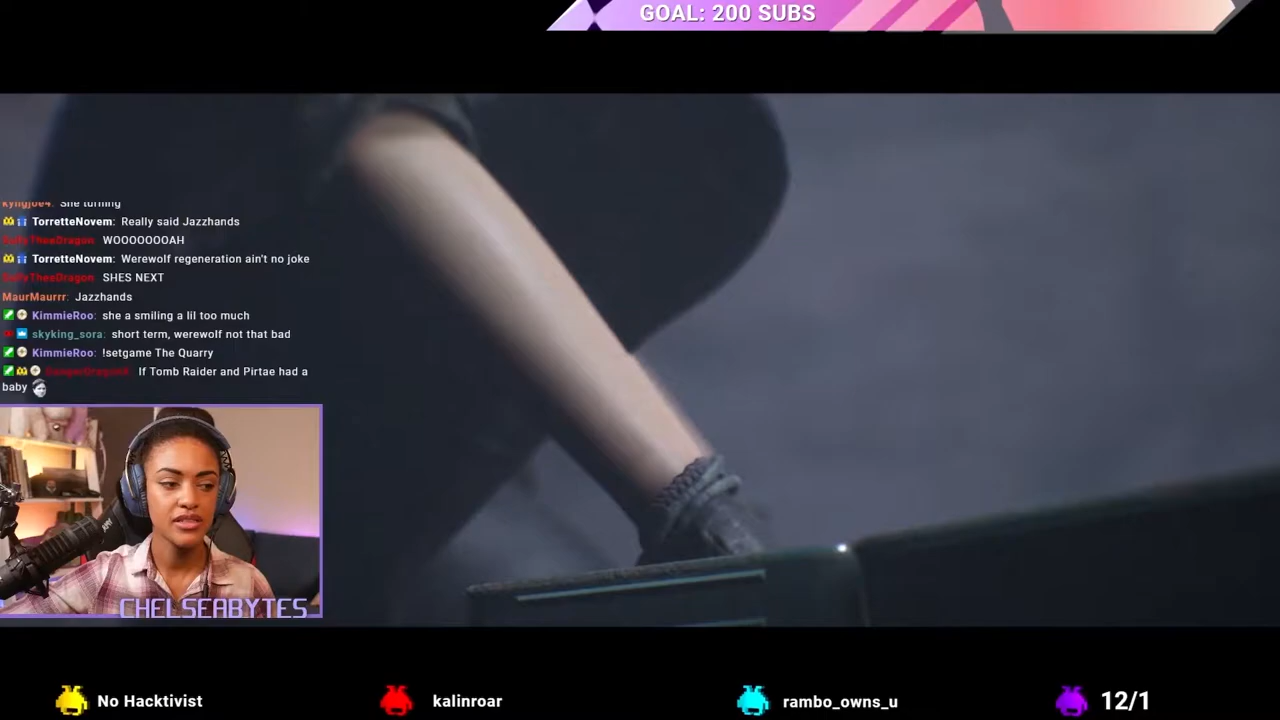 GOAL: 200 SUBS
kyngjoe4: She turning
TorretteNovem: Really said Jazzhands
WOOOOOOOAH
TorretteNovem: Werewolf regeneration ain't no joke
SHES NEXT
MaurMaurrr: Jazzhands
KimmieRoo: she a smiling a lil too much
skyking_sora: short term, werewolf not that bad
KimmieRoo: !setgame The Quarry
If Tomb Raider and Pirtae had a
baby
CHELSEABYTES
No Hacktivist
kalinroar
rambo_owns_u
12/1